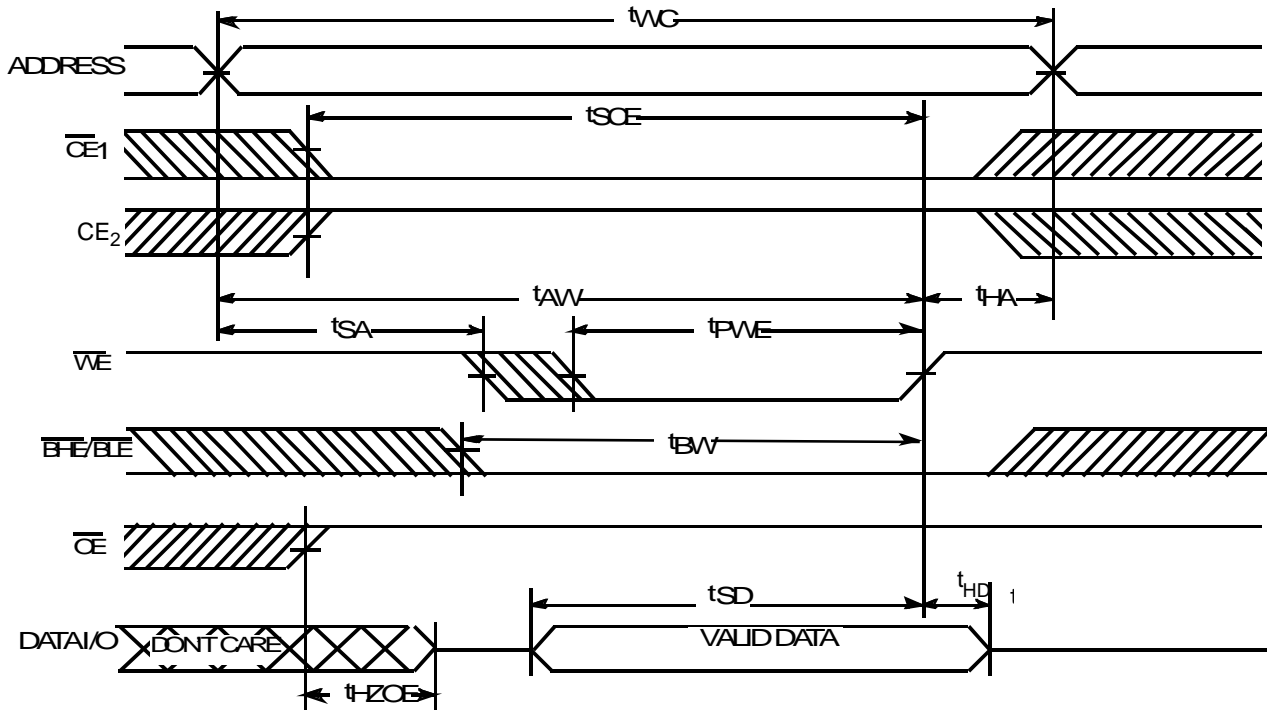 tWC
ADDRESS
tSCE
CE1
CE2
tAW
tHA
tSA
tPWE
WE
BHE/BLE
tBW
OE
tSD
tHD
t
DATA I/O
DON'T CARE
VALID DATA
tHZOE